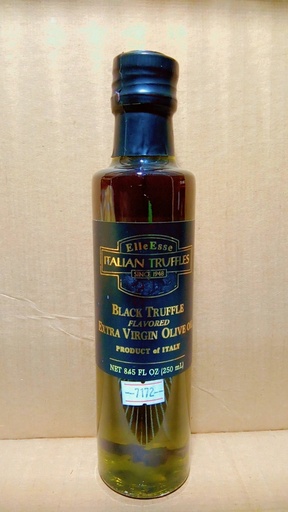 ElleEsse
ITALIAN TRUFFLES
SINCE 1948
BLACK TRUFFLE
FLAVORED
EXTRA VIRGIN OLIVE OIL
PRODUCT of ITALY
NET 8.45 FL OZ (250 mL)
-7172-